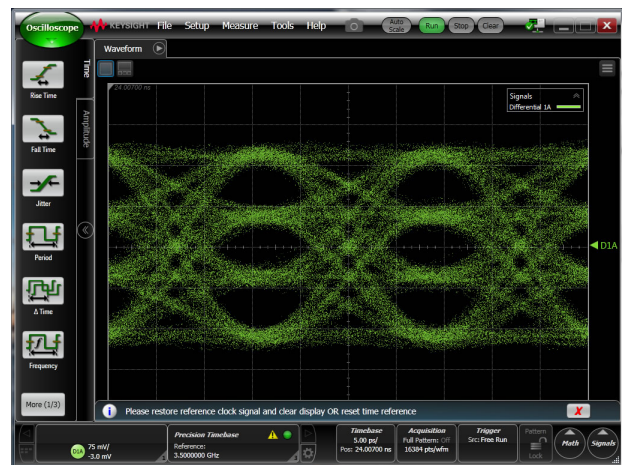 Oscilloscope
KEYSIGHT File Setup Measure Tools Help
Auto
Scale
Run
Stop
Clear
Waveform
Time
Amplitude
Rise Time
Fall Time
Jitter
Period
Δ Time
Frequency
More (1/3)
24.00700 ns
Signals
Differential 1A
D1A
Please restore reference clock signal and clear display OR reset time reference
D1A
75 mV/
-3.0 mV
Precision Timebase
Reference:
3.5000000 GHz
Timebase
5.00 ps/
Pos: 24.00700 ns
Acquisition
Full Pattern: Off
16384 pts/wfm
Trigger
Src: Free Run
Pattern
Lock
Math
Signals